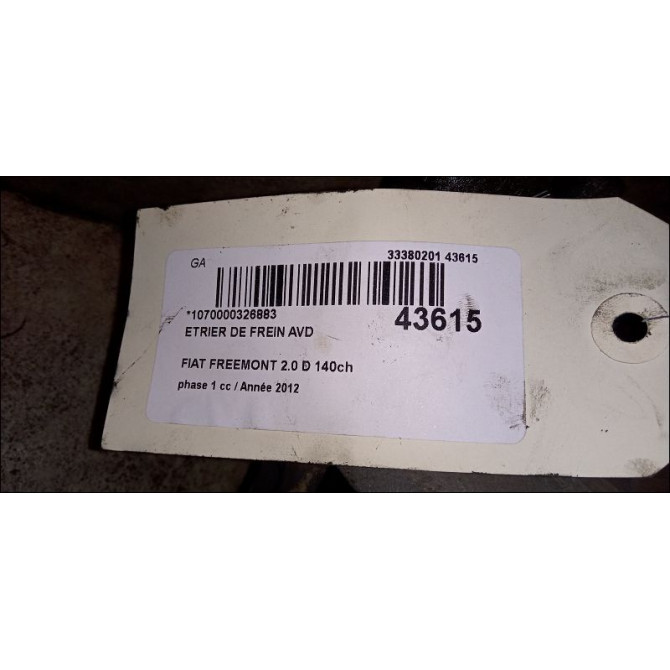 GA 33380201 43615
*1070000326883 43615
ETRIER DE FREIN AVD
FIAT FREEMONT 2.0 D 140ch
phase 1 cc / Année 2012